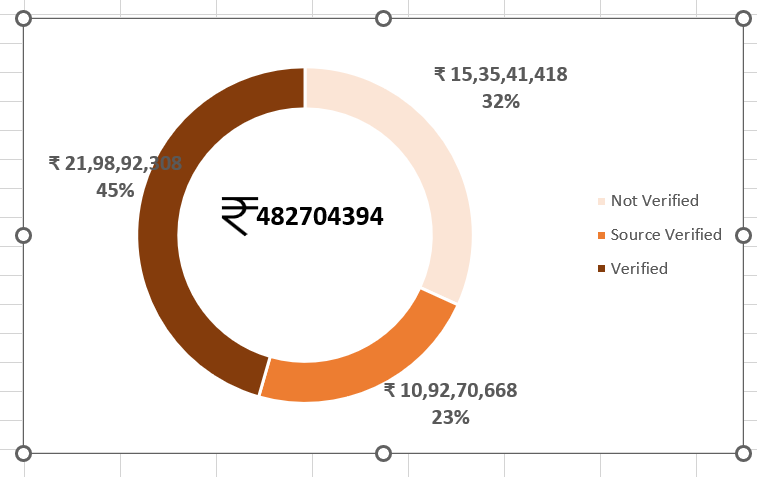 ₹ 15,35,41,418
32%
₹ 21,98,92,308
45%
₹482704394
Not Verified
Source Verified
Verified
₹ 10,92,70,668
23%